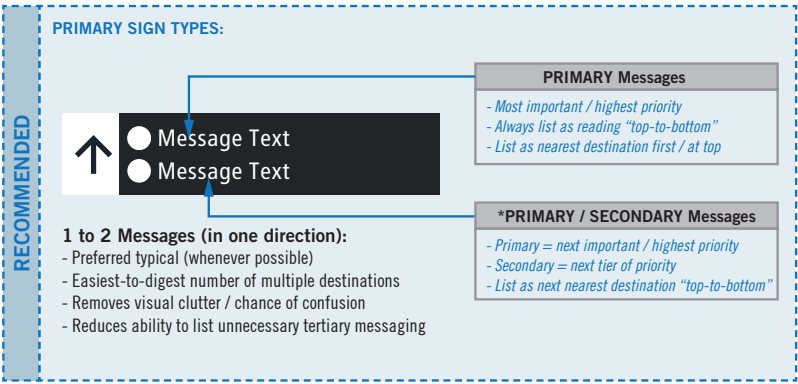 RECOMMENDED
PRIMARY SIGN TYPES:
Message Text
Message Text
PRIMARY Messages
- Most important / highest priority
- Always list as reading “top-to-bottom”
- List as nearest destination first / at top
*PRIMARY / SECONDARY Messages
- Primary = next important / highest priority
- Secondary = next tier of priority
- List as next nearest destination “top-to-bottom”
1 to 2 Messages (in one direction):
- Preferred typical (whenever possible)
- Easiest-to-digest number of multiple destinations
- Removes visual clutter / chance of confusion
- Reduces ability to list unnecessary tertiary messaging